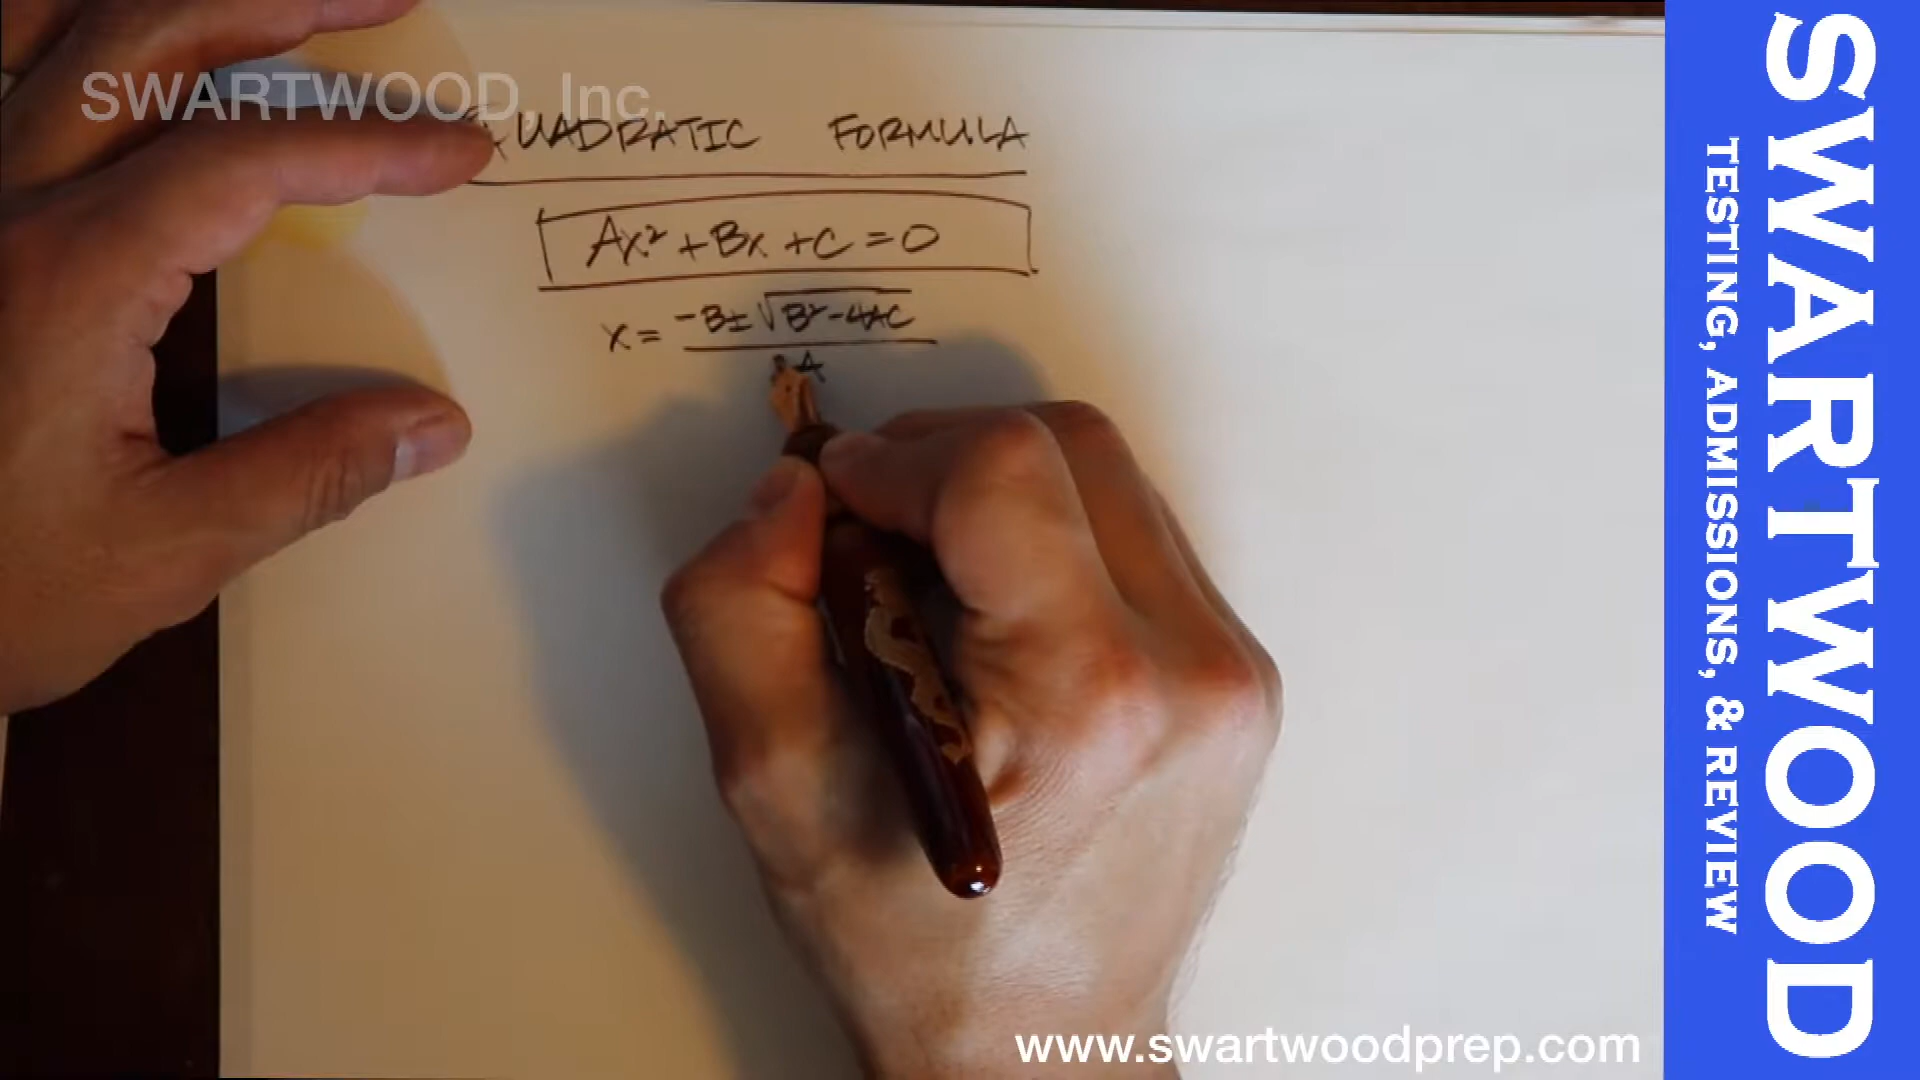 SWARTWOOD, Inc.
QUADRATIC FORMULA
Ax² + Bx + C = 0
x = -B ± √B² - 4AC
2A
www.swartwoodprep.com
SWARTWOOD
TESTING, ADMISSIONS, & REVIEW